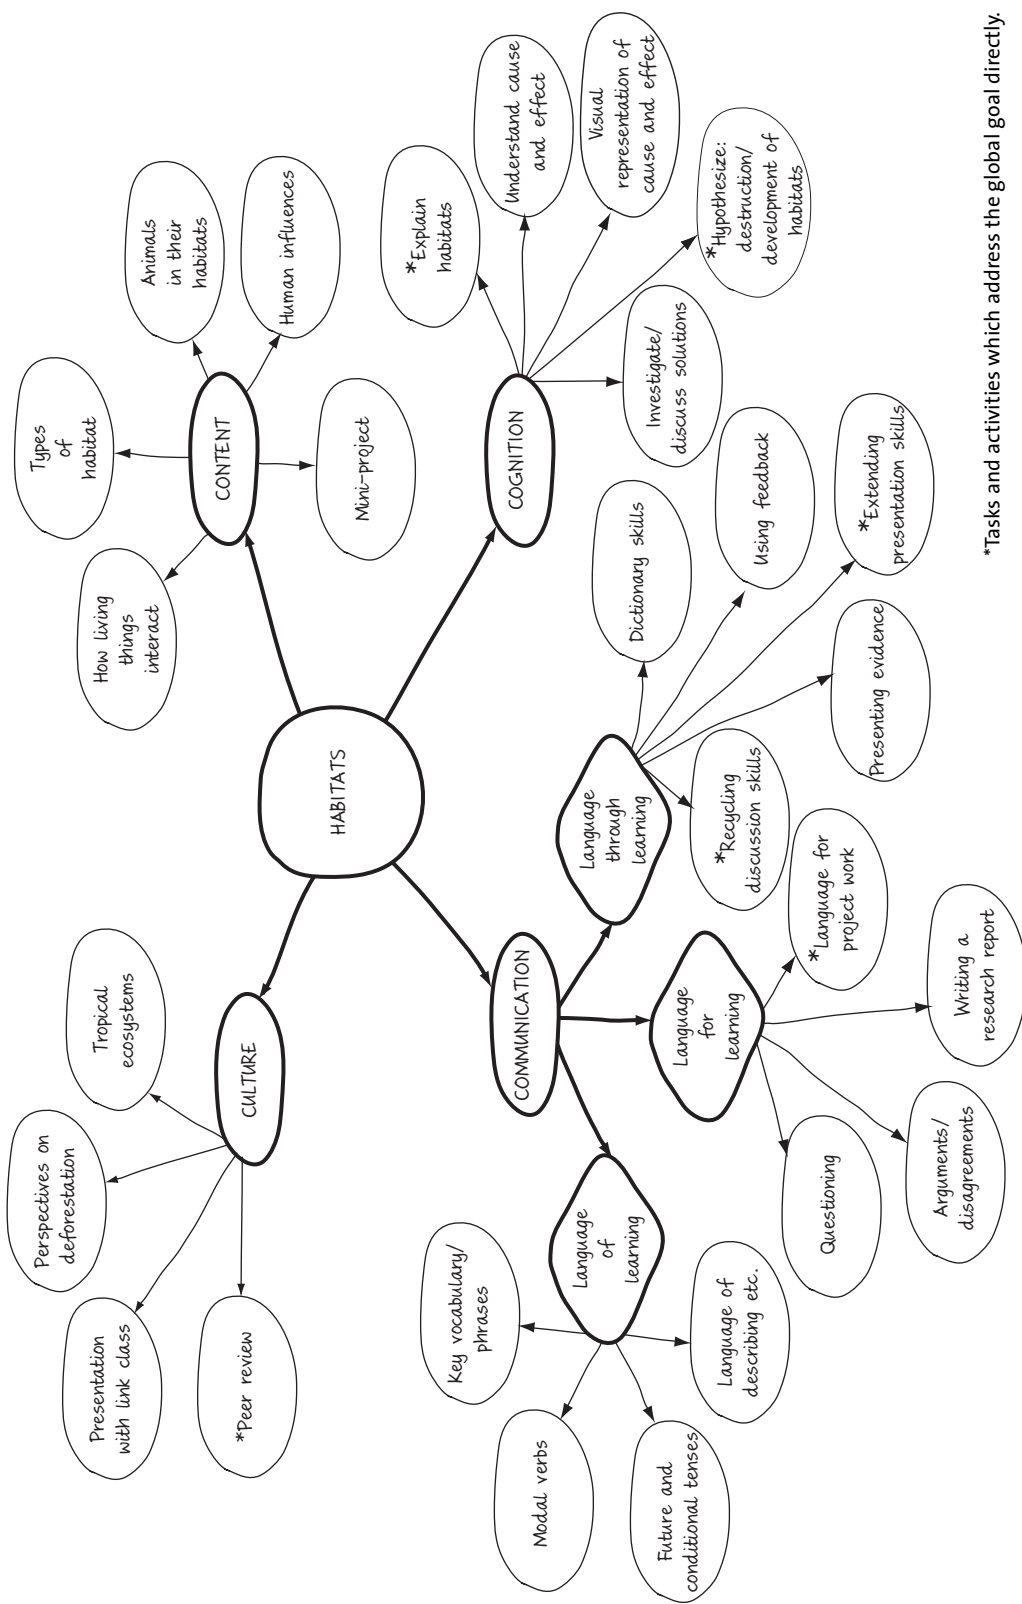 HABITATS
CULTURE
Tropical
ecosystems
Perspectives on
deforestation
Presentation
with link class
*Peer review
CONTENT
How living
things
interact
Types
of
habitat
Animals
in their
habitats
Human influences
Mini-project
COMMUNICATION
Language
of
learning
Key vocabulary/
phrases
Modal verbs
Future and
conditional tenses
Language of
describing etc.
Language
for
learning
Questioning
Arguments/
disagreements
Writing a
research report
*Language for
project work
Language
through
learning
*Recycling
discussion skills
Presenting evidence
*Extending
presentation skills
Using feedback
Dictionary skills
COGNITION
*Explain
habitats
Understand cause
and effect
Visual
representation of
cause and effect
*Hypothesize:
destruction/
development of
habitats
Investigate/
discuss solutions
*Tasks and activities which address the global goal directly.